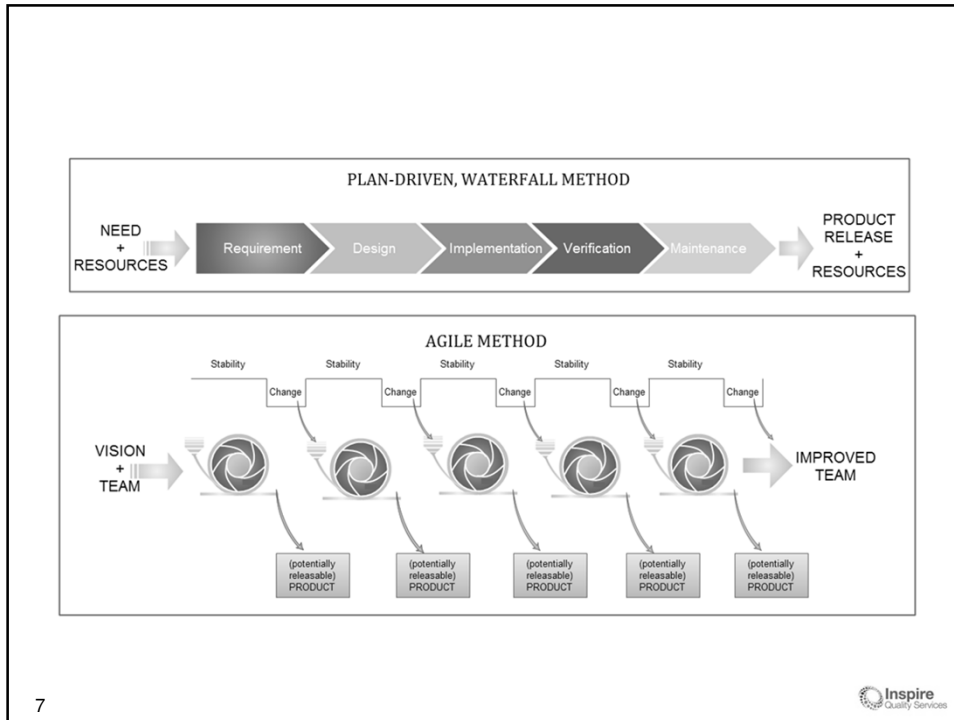 PLAN-DRIVEN, WATERFALL METHOD
NEED
+
RESOURCES
Requirement
Design
Implementation
Verification
Maintenance
PRODUCT
RELEASE
+
RESOURCES
AGILE METHOD
Stability
Stability
Stability
Stability
Stability
Change
Change
Change
Change
Change
VISION
+
TEAM
IMPROVED
TEAM
(potentially
releasable)
PRODUCT
(potentially
releasable)
PRODUCT
(potentially
releasable)
PRODUCT
(potentially
releasable)
PRODUCT
(potentially
releasable)
PRODUCT
7
Inspire
Quality Services